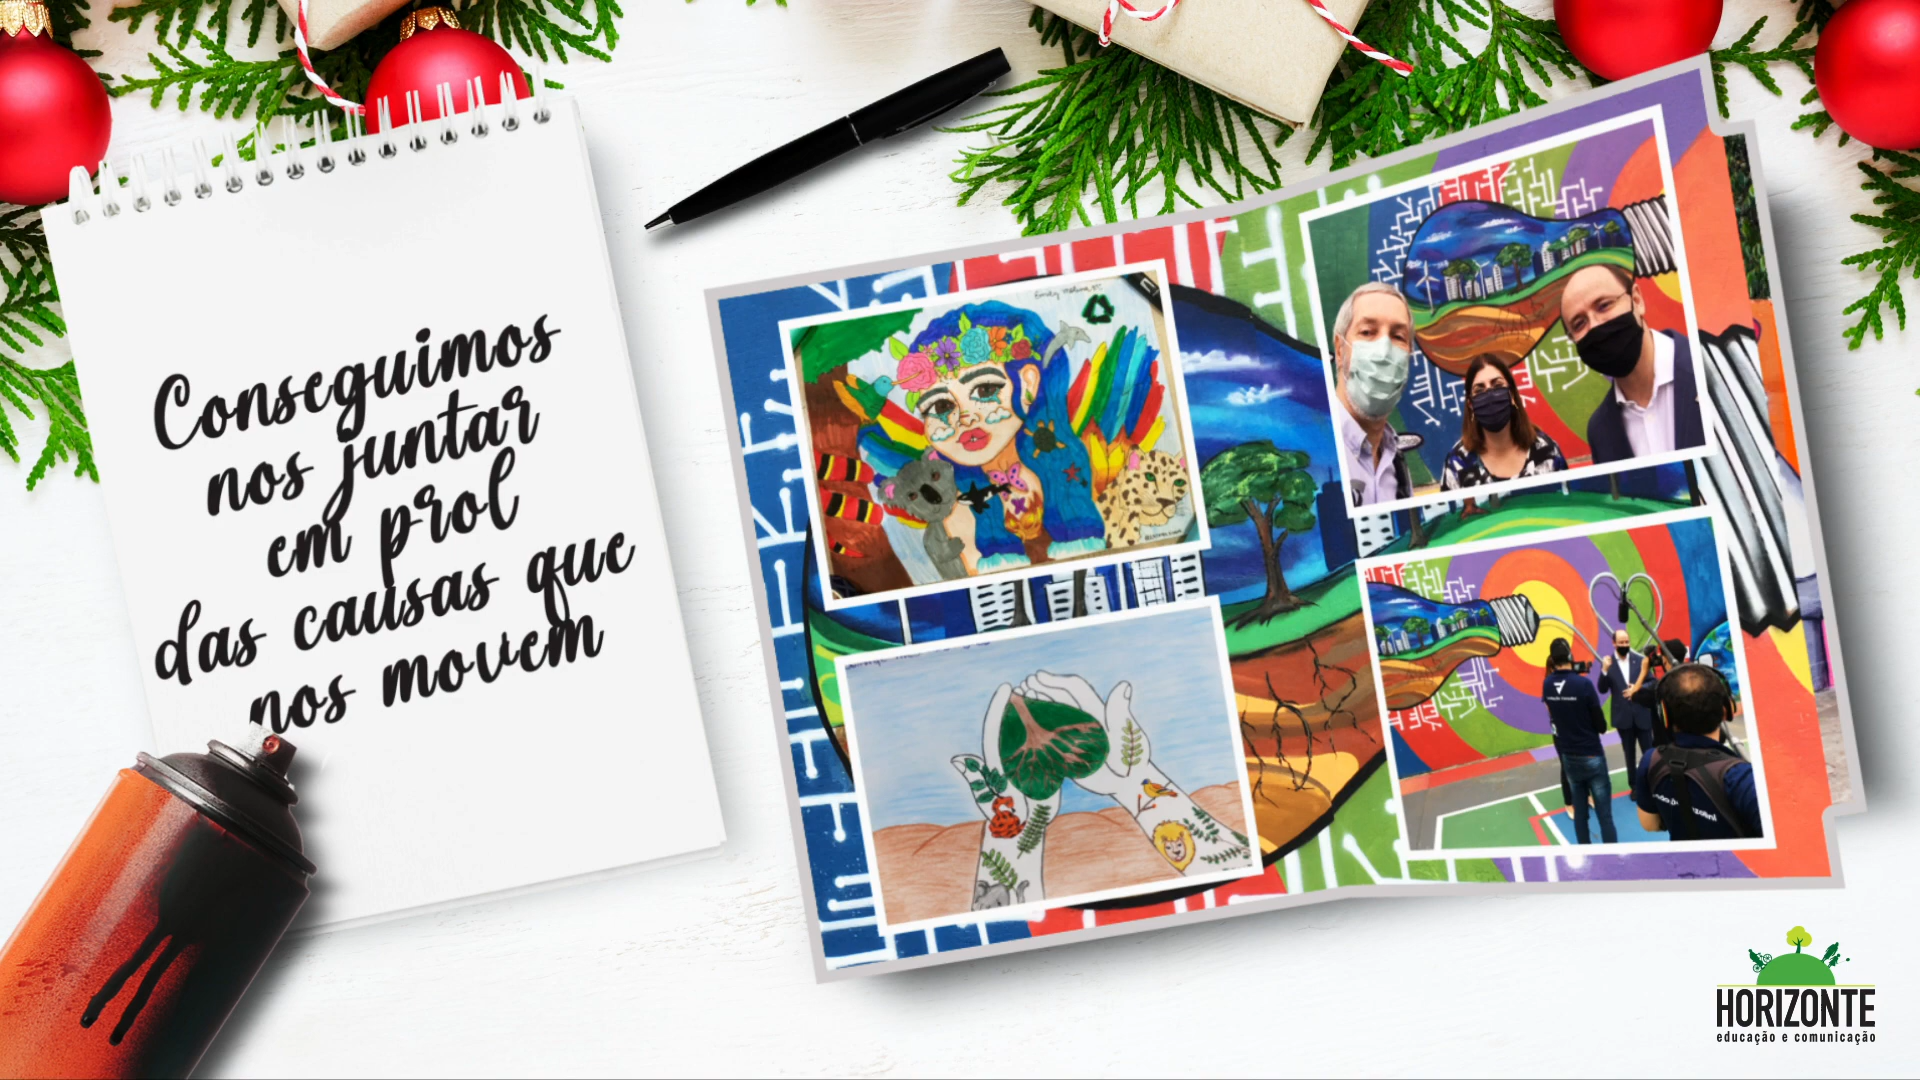 Conseguimos
nos juntar
em prol
das causas que
nos movem
HORIZONTE
educação e comunicação